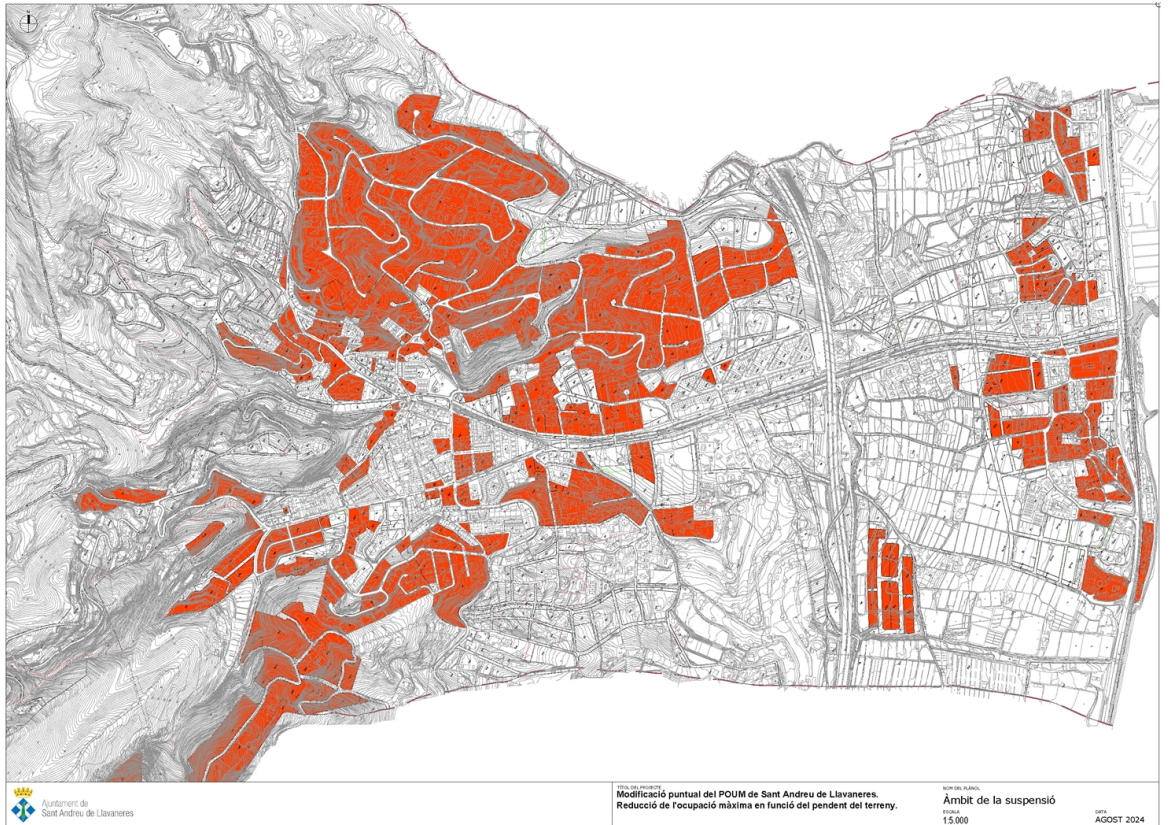 Ajuntament de
Sant Andreu de Llavaneres
TÍTOL DEL PROJECTE
Modificació puntual del POUM de Sant Andreu de Llavaneres.
Reducció de l'ocupació màxima en funció del pendent del terreny.
NOM DEL PLÀNOL
Àmbit de la suspensió
ESCALA
1:5.000
DATA
AGOST 2024